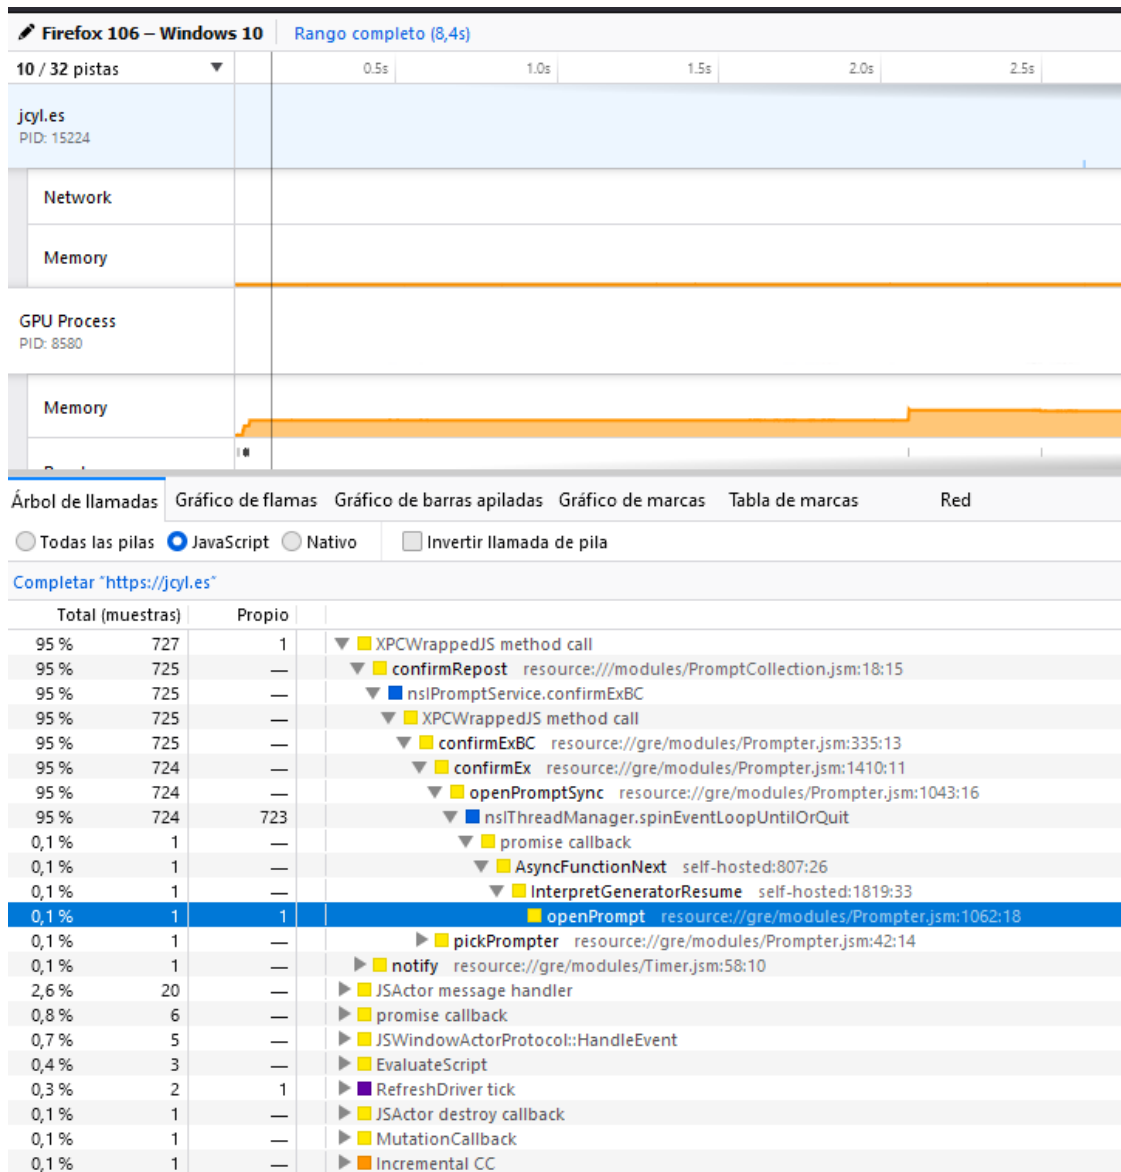 Firefox 106 – Windows 10 Rango completo (8,4s)
10 / 32 pistas 0.5s 1.0s 1.5s 2.0s 2.5s
jcyl.es
PID: 15224
Network
Memory
GPU Process
PID: 8580
Memory
Árbol de llamadas Gráfico de flamas Gráfico de barras apiladas Gráfico de marcas Tabla de marcas Red
Todas las pilas JavaScript Nativo Invertir llamada de pila
Completar "https://jcyl.es"
Total (muestras) Propio
95 % 727 1 XPCWrappedJS method call
95 % 725 — confirmRepost resource:///modules/PromptCollection.jsm:18:15
95 % 725 — nsIPromptService.confirmExBC
95 % 725 — XPCWrappedJS method call
95 % 725 — confirmExBC resource://gre/modules/Prompter.jsm:335:13
95 % 724 — confirmEx resource://gre/modules/Prompter.jsm:1410:11
95 % 724 — openPromptSync resource://gre/modules/Prompter.jsm:1043:16
95 % 724 723 nsIThreadManager.spinEventLoopUntilOrQuit
0,1 % 1 — promise callback
0,1 % 1 — AsyncFunctionNext self-hosted:807:26
0,1 % 1 — InterpretGeneratorResume self-hosted:1819:33
0,1 % 1 1 openPrompt resource://gre/modules/Prompter.jsm:1062:18
0,1 % 1 — pickPrompter resource://gre/modules/Prompter.jsm:42:14
0,1 % 1 — notify resource://gre/modules/Timer.jsm:58:10
2,6 % 20 — JSActor message handler
0,8 % 6 — promise callback
0,7 % 5 — JSWindowActorProtocol::HandleEvent
0,4 % 3 — EvaluateScript
0,3 % 2 1 RefreshDriver tick
0,1 % 1 — JSActor destroy callback
0,1 % 1 — MutationCallback
0,1 % 1 — Incremental CC